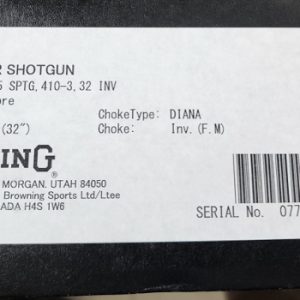 R SHOTGUN
5 SPTG,410-3,32 INV
ore
ChokeType: DIANA
(32")
Choke: Inv.(F.M)
ING®
MORGAN, UTAH 84050
Browning Sports Ltd/Ltee
ADA H4S 1W6
SERIAL No. 077